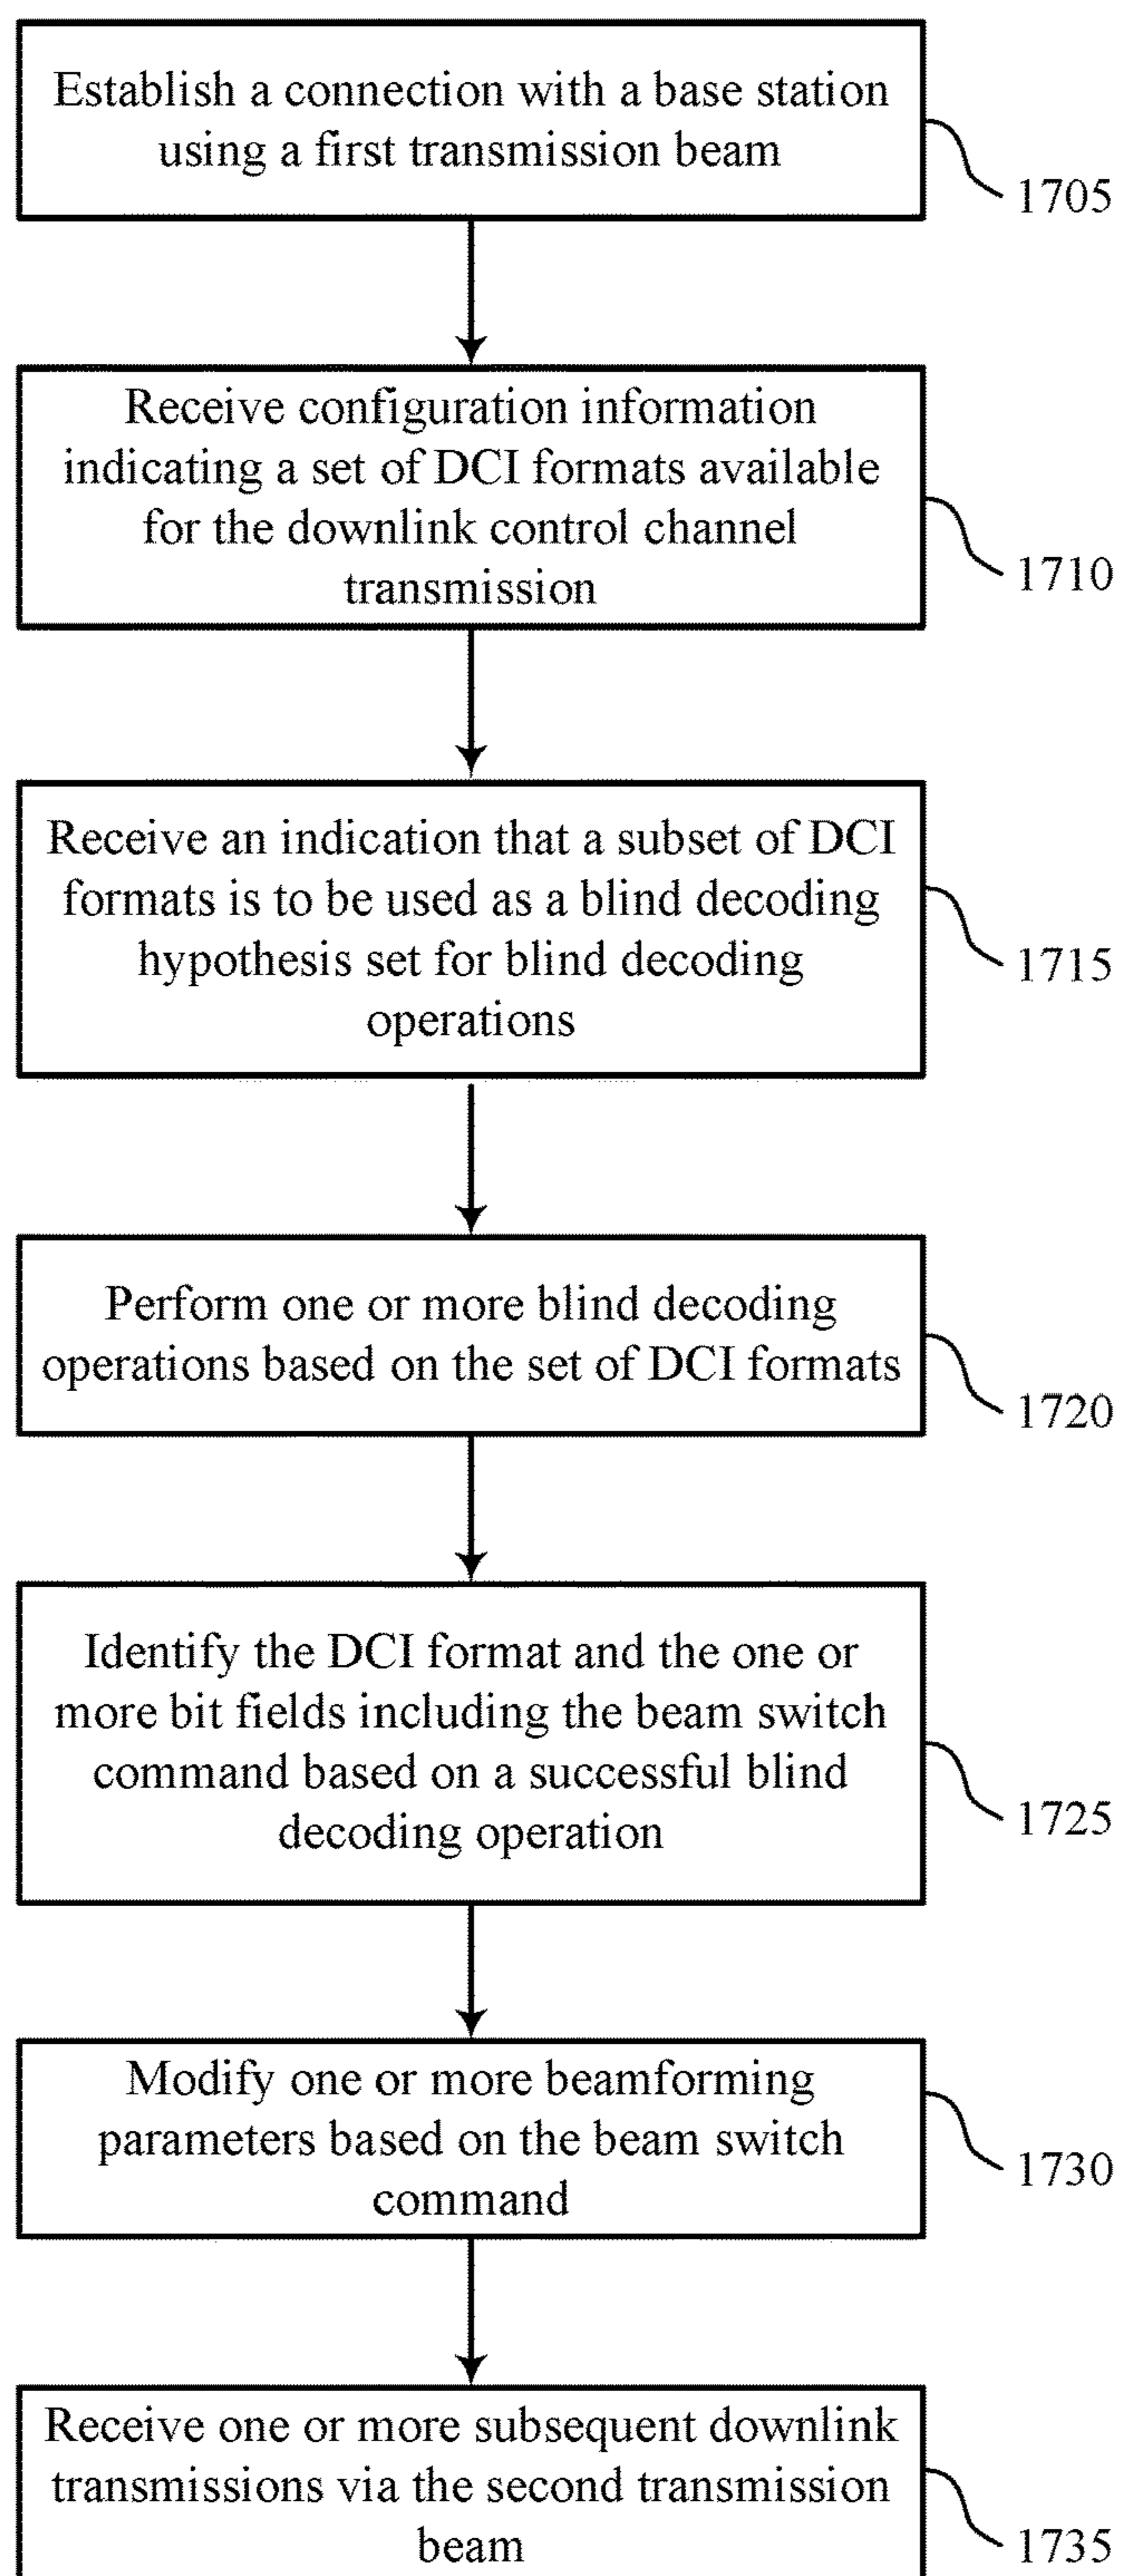 Establish a connection with a base station
using a first transmission beam
1705
Receive configuration information
indicating a set of DCI formats available
for the downlink control channel
transmission
1710
Receive an indication that a subset of DCI
formats is to be used as a blind decoding
hypothesis set for blind decoding
operations
1715
Perform one or more blind decoding
operations based on the set of DCI formats
1720
Identify the DCI format and the one or
more bit fields including the beam switch
command based on a successful blind
decoding operation
1725
Modify one or more beamforming
parameters based on the beam switch
command
1730
Receive one or more subsequent downlink
transmissions via the second transmission
beam
1735